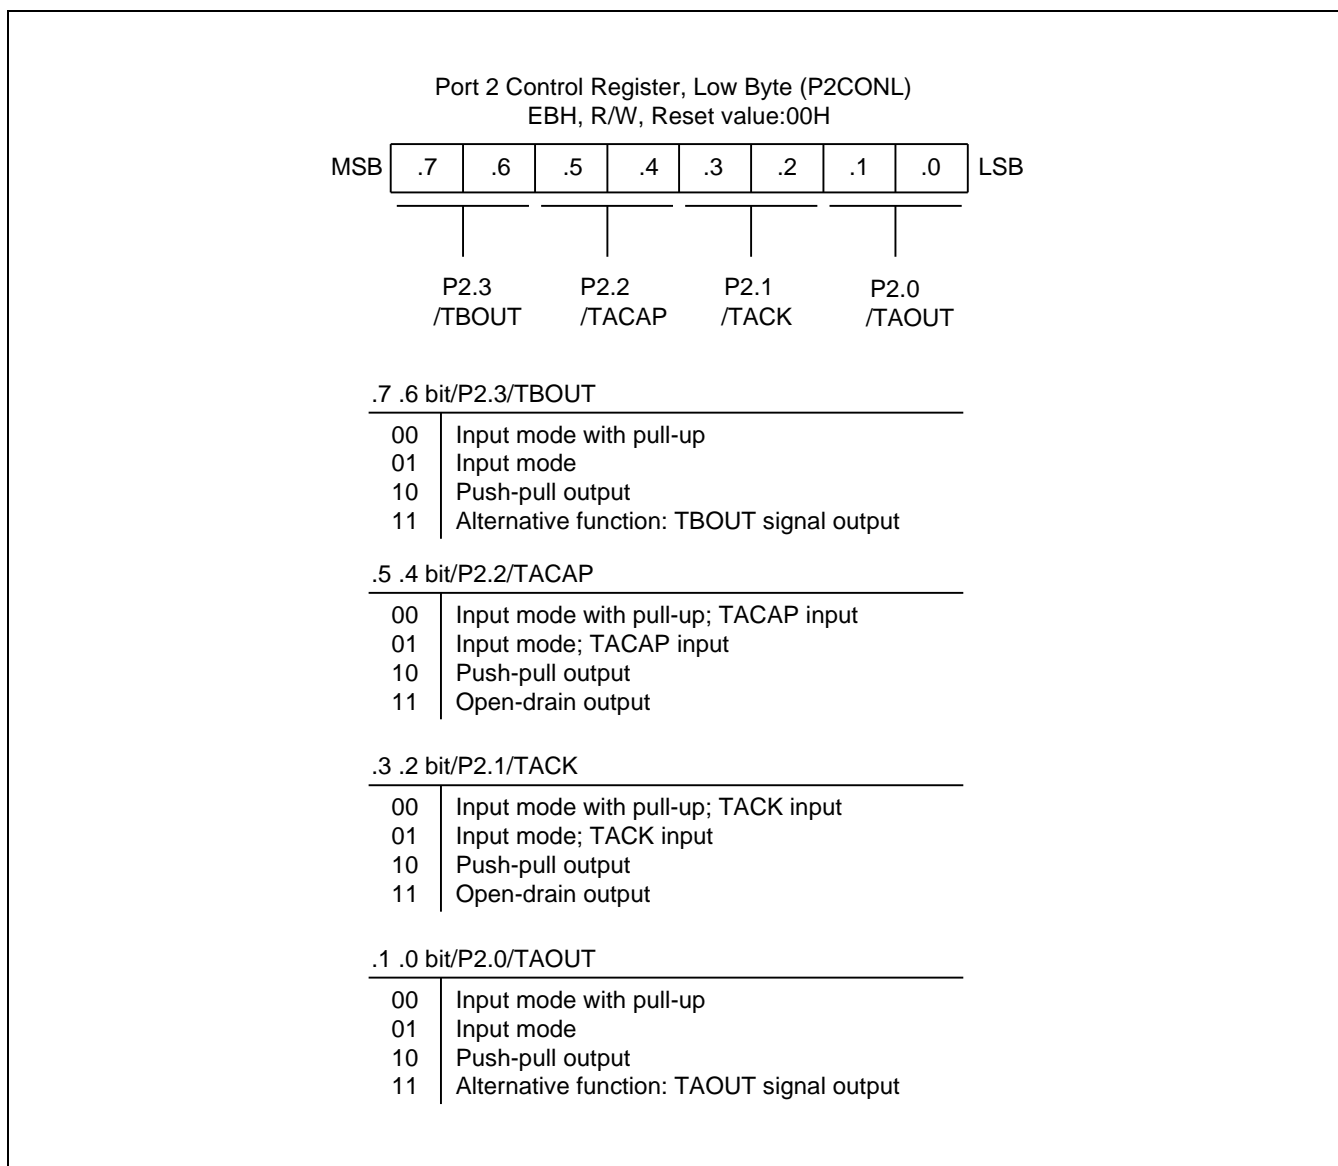 Port 2 Control Register, Low Byte (P2CONL)
EBH, R/W, Reset value:00H
MSB .7 .6 .5 .4 .3 .2 .1 .0 LSB
P2.3 P2.2 P2.1 P2.0
/TBOUT /TACAP /TACK /TAOUT
.7 .6 bit/P2.3/TBOUT
00 Input mode with pull-up
01 Input mode
10 Push-pull output
11 Alternative function: TBOUT signal output
.5 .4 bit/P2.2/TACAP
00 Input mode with pull-up; TACAP input
01 Input mode; TACAP input
10 Push-pull output
11 Open-drain output
.3 .2 bit/P2.1/TACK
00 Input mode with pull-up; TACK input
01 Input mode; TACK input
10 Push-pull output
11 Open-drain output
.1 .0 bit/P2.0/TAOUT
00 Input mode with pull-up
01 Input mode
10 Push-pull output
11 Alternative function: TAOUT signal output